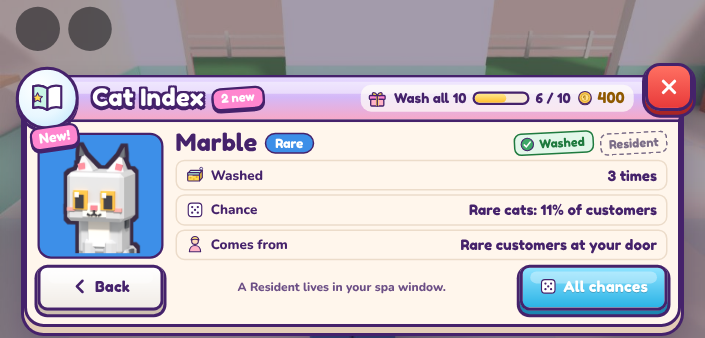 Cat Index
2 new
Wash all 10
6 / 10
400
New!
Marble
Rare
Washed
Resident
Washed
3 times
Chance
Rare cats: 11% of customers
Comes from
Rare customers at your door
Back
A Resident lives in your spa window.
All chances